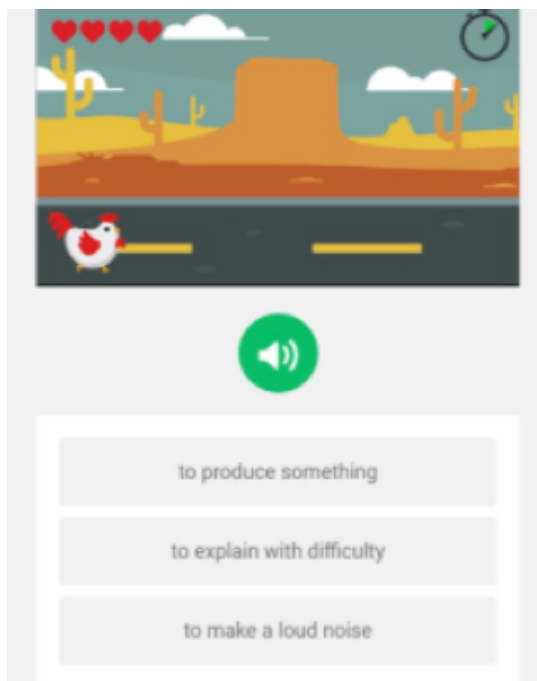 to produce something
to explain with difficulty
to make a loud noise